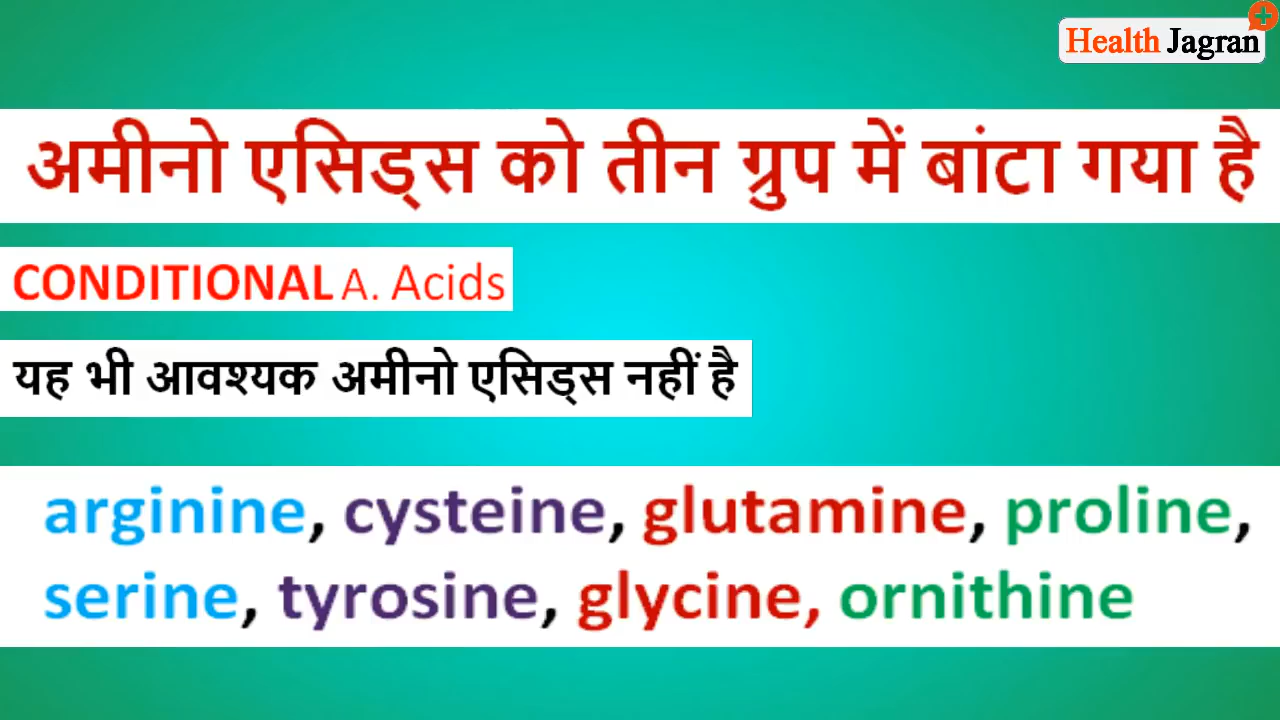 Health Jagran
अमीनो एसिड्स को तीन ग्रुप में बांटा गया है
CONDITIONAL A. Acids
यह भी आवश्यक अमीनो एसिड्स नहीं है
arginine, cysteine, glutamine, proline,
serine, tyrosine, glycine, ornithine